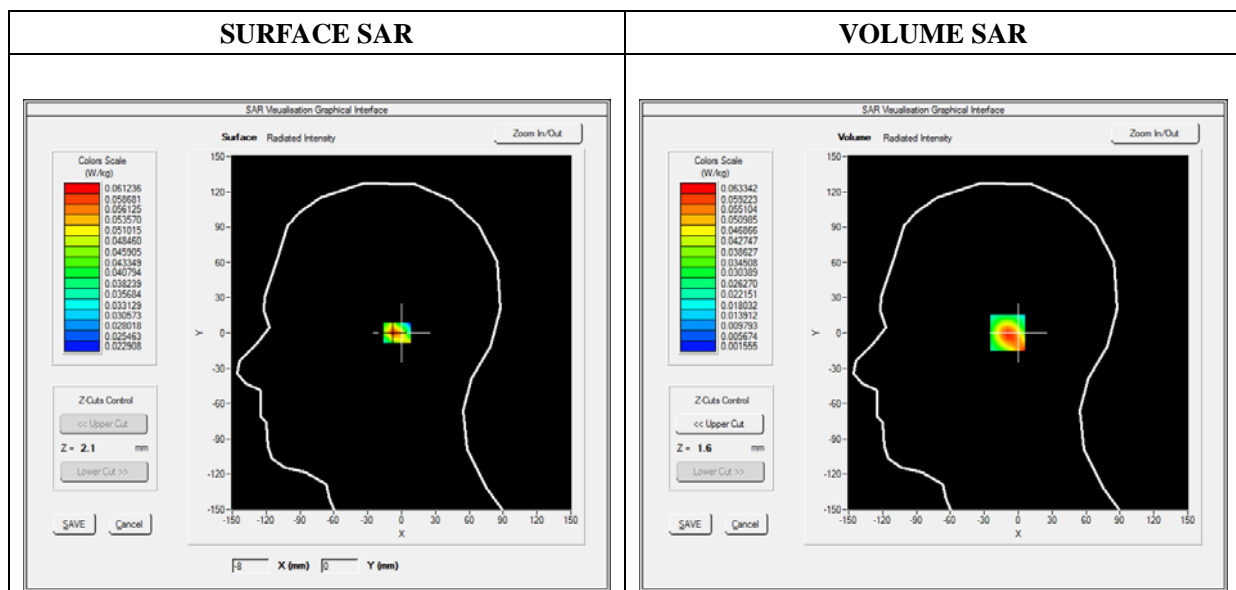 SURFACE SAR
VOLUME SAR
SAR Visualisation Graphical Interface
Surface Radiated Intensity
Zoom In/Out
Colors Scale
(W/kg)
0.061236
0.058681
0.056125
0.053570
0.051015
0.048460
0.045905
0.043349
0.040794
0.038239
0.035684
0.033129
0.030573
0.028018
0.025463
0.022908
Z-Cuts Control
<< Upper Cut
Z = 2.1 mm
Lower Cut >>
SAVE Cancel
150
120
90
60
30
0
-30
-60
-90
-120
-150
Y
-150 -120 -90 -60 -30 0 30 60 90 120 150
X
-8 X (mm) 0 Y (mm)
SAR Visualisation Graphical Interface
Volume Radiated Intensity
Zoom In/Out
Colors Scale
(W/kg)
0.063342
0.059223
0.055104
0.050985
0.046866
0.042747
0.038627
0.034508
0.030389
0.026270
0.022151
0.018032
0.013912
0.009793
0.005674
0.001555
Z-Cuts Control
<< Upper Cut
Z = 1.6 mm
Lower Cut >>
SAVE Cancel
150
120
90
60
30
0
-30
-60
-90
-120
-150
Y
-150 -120 -90 -60 -30 0 30 60 90 120 150
X